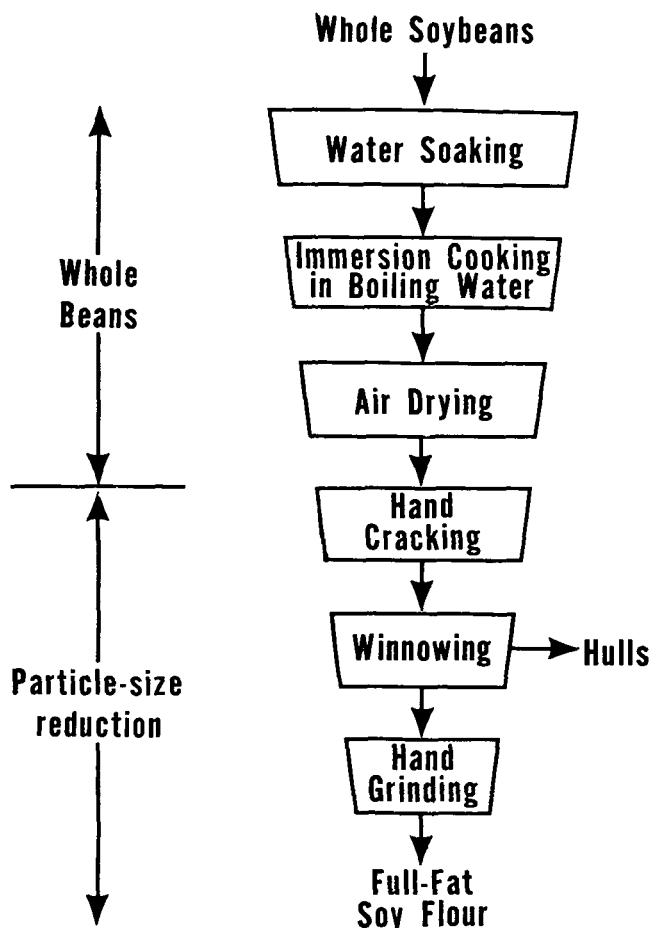 Whole Soybeans
Water Soaking
Immersion Cooking
in Boiling Water
Whole
Beans
Air Drying
Hand
Cracking
Winnowing
Hulls
Particle-size
reduction
Hand
Grinding
Full-Fat
Soy Flour